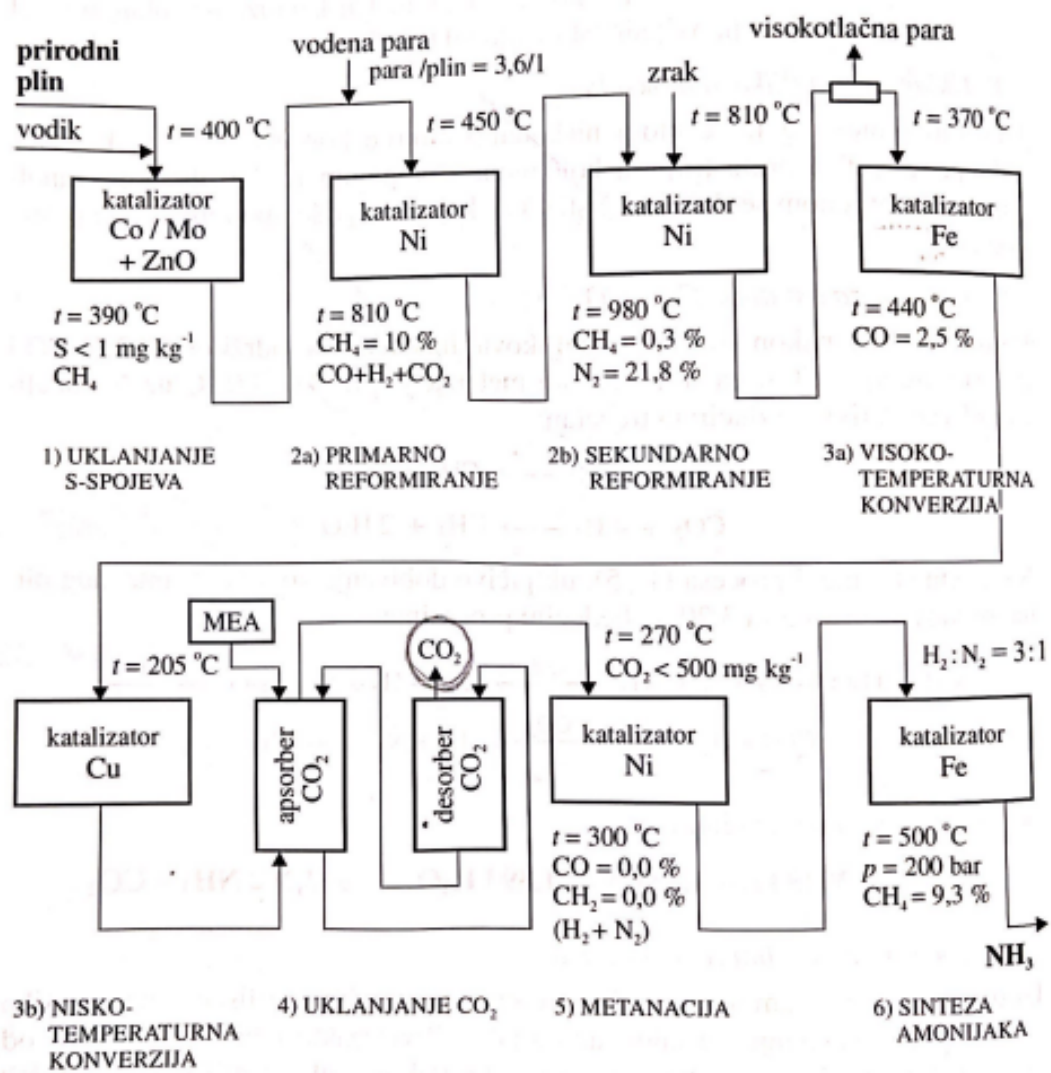 prirodni
plin
vodik
t = 400 °C
katalizator
Co / Mo
+ ZnO
t = 390 °C
S < 1 mg kg⁻¹
CH₄
1) UKLANJANJE
S-SPOJEVA
vodena para
para /plin = 3,6/1
t = 450 °C
katalizator
Ni
t = 810 °C
CH₄ = 10 %
CO+H₂+CO₂
2a) PRIMARNO
REFORMIRANJE
zrak
t = 810 °C
katalizator
Ni
t = 980 °C
CH₄ = 0,3 %
N₂ = 21,8 %
2b) SEKUNDARNO
REFORMIRANJE
visokotlačna para
t = 370 °C
katalizator
Fe
t = 440 °C
CO = 2,5 %
3a) VISOKO-
TEMPERATURNA
KONVERZIJA
t = 205 °C
katalizator
Cu
3b) NISKO-
TEMPERATURNA
KONVERZIJA
MEA
apsorber
CO₂
CO₂
desorber
CO₂
4) UKLANJANJE CO₂
t = 270 °C
CO₂ < 500 mg kg⁻¹
katalizator
Ni
t = 300 °C
CO = 0,0 %
CH₂ = 0,0 %
(H₂ + N₂)
5) METANACIJA
H₂ : N₂ = 3:1
katalizator
Fe
t = 500 °C
p = 200 bar
CH₄ = 9,3 %
NH₃
6) SINTEZA
AMONIJAKA